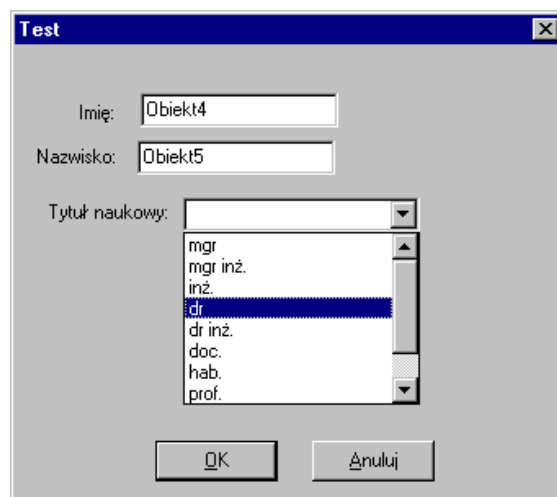 Test
Imię: Obiekt4
Nazwisko: Obiekt5
Tytuł naukowy:
mgr
mgr inż.
inż.
dr
dr inż.
doc.
hab.
prof.
OK Anuluj